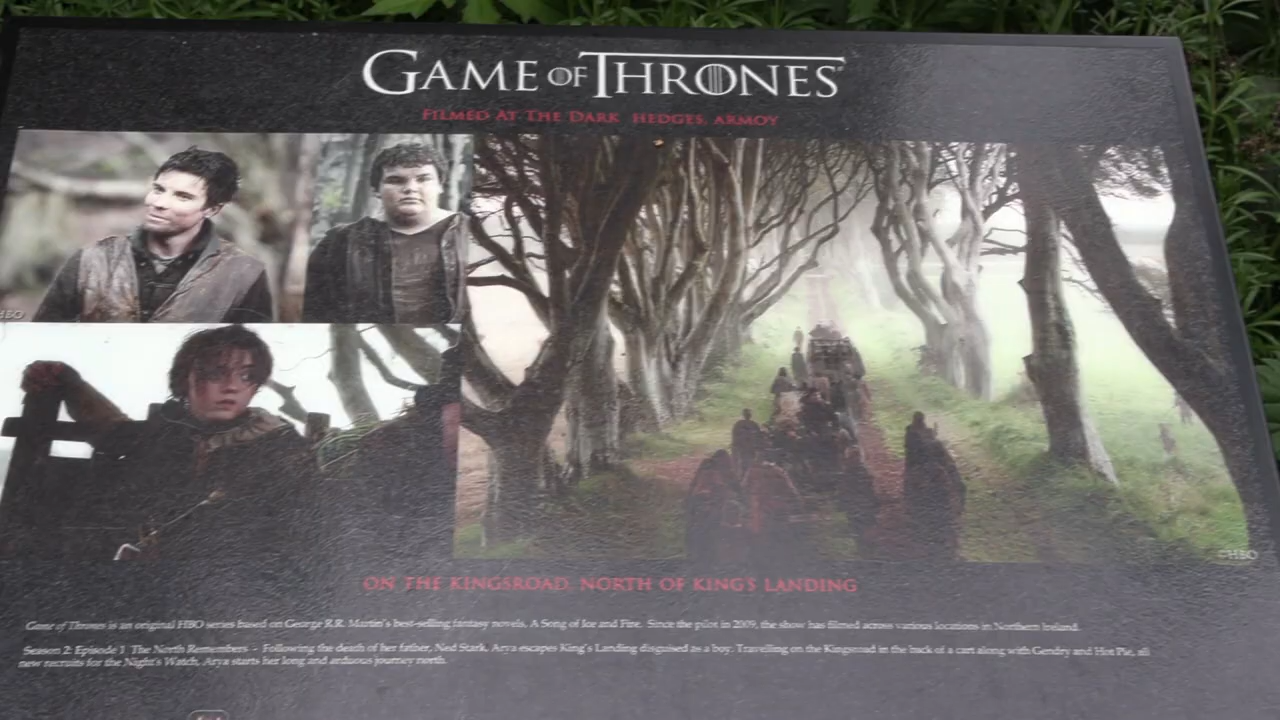 GAME OF THRONES
FILMED AT THE DARK HEDGES, ARMOY
HBO
©HBO
ON THE KINGSROAD, NORTH OF KING'S LANDING
Game of Thrones is an original HBO series based on George R.R. Martin's best-selling fantasy novels, A Song of Ice and Fire. Since the pilot in 2009, the show has filmed across various locations in Northern Ireland.
Season 2: Episode 1 The North Remembers - Following the death of her father, Ned Stark, Arya escapes King's Landing disguised as a boy. Travelling on the Kingsroad in the back of a cart along with Gendry and Hot Pie, all
new recruits for the Night's Watch, Arya starts her long and arduous journey north.